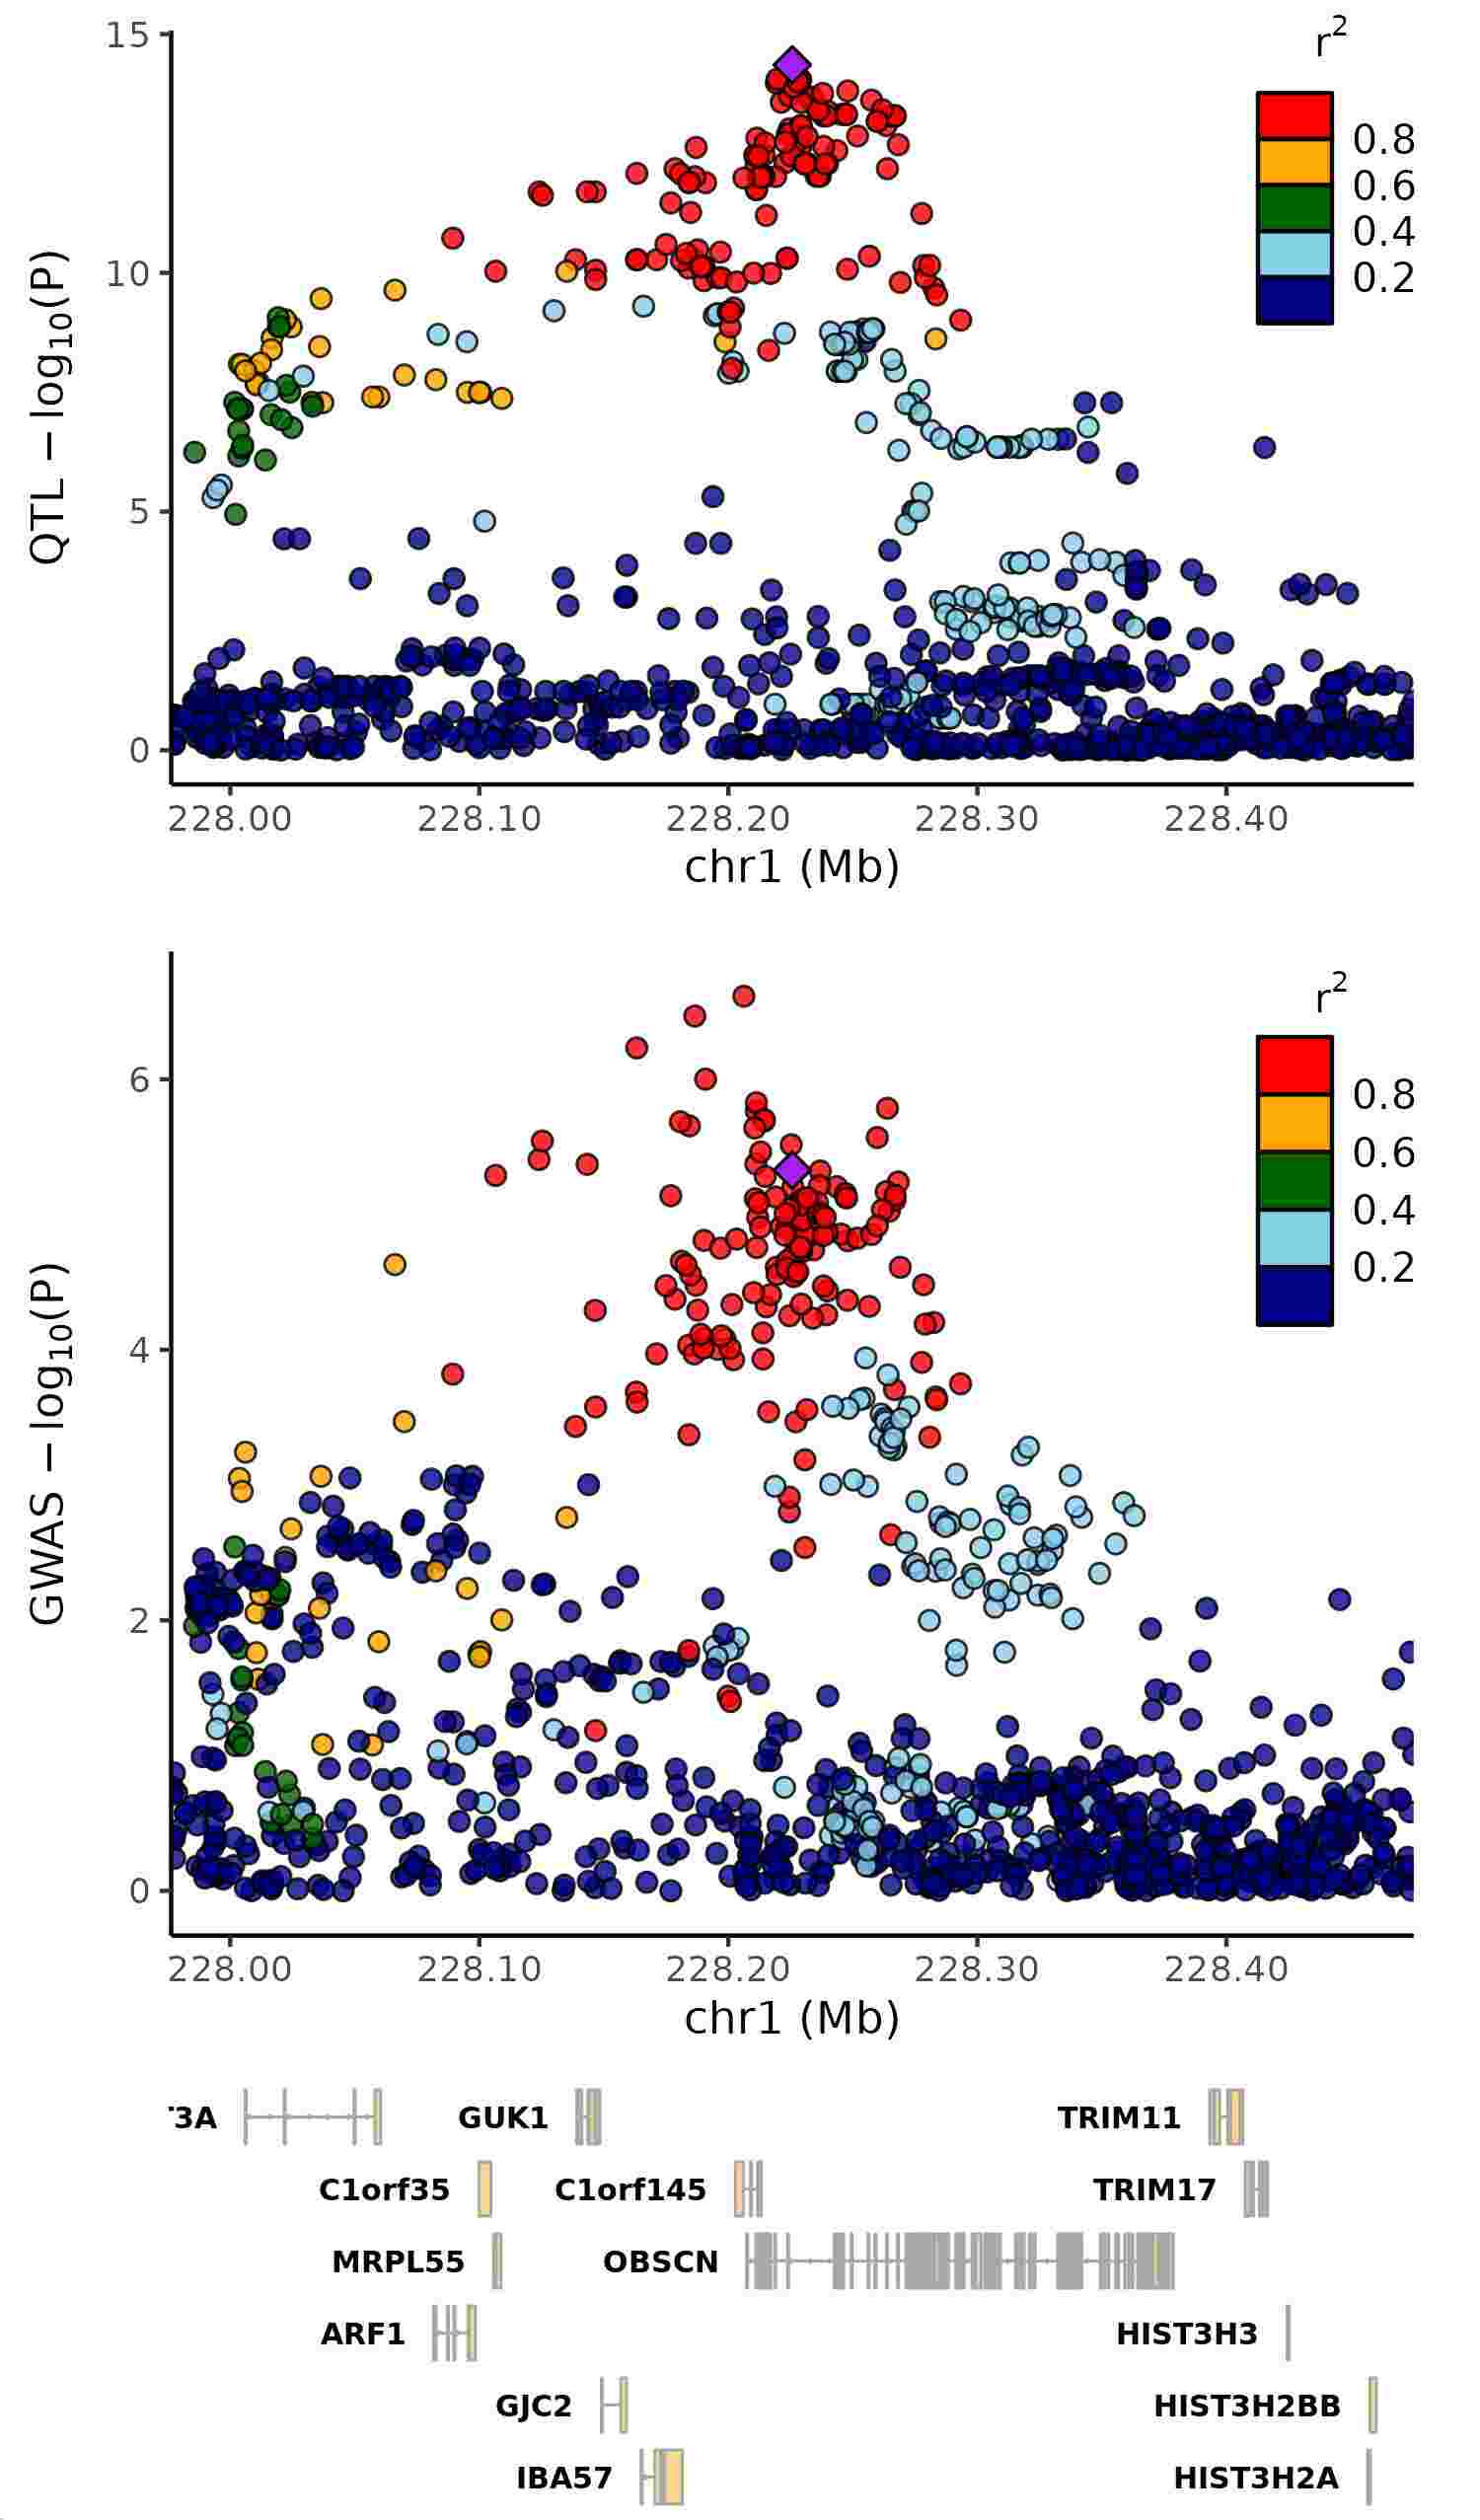 r2
15
10
5
0
QTL − log10(P)
0.8
0.6
0.4
0.2
228.00 228.10 228.20 228.30 228.40
chr1 (Mb)
r2
6
4
2
0
GWAS − log10(P)
0.8
0.6
0.4
0.2
228.00 228.10 228.20 228.30 228.40
chr1 (Mb)
3A GUK1 TRIM11
C1orf35 C1orf145 TRIM17
MRPL55 OBSCN
ARF1 HIST3H3
GJC2 HIST3H2BB
IBA57 HIST3H2A